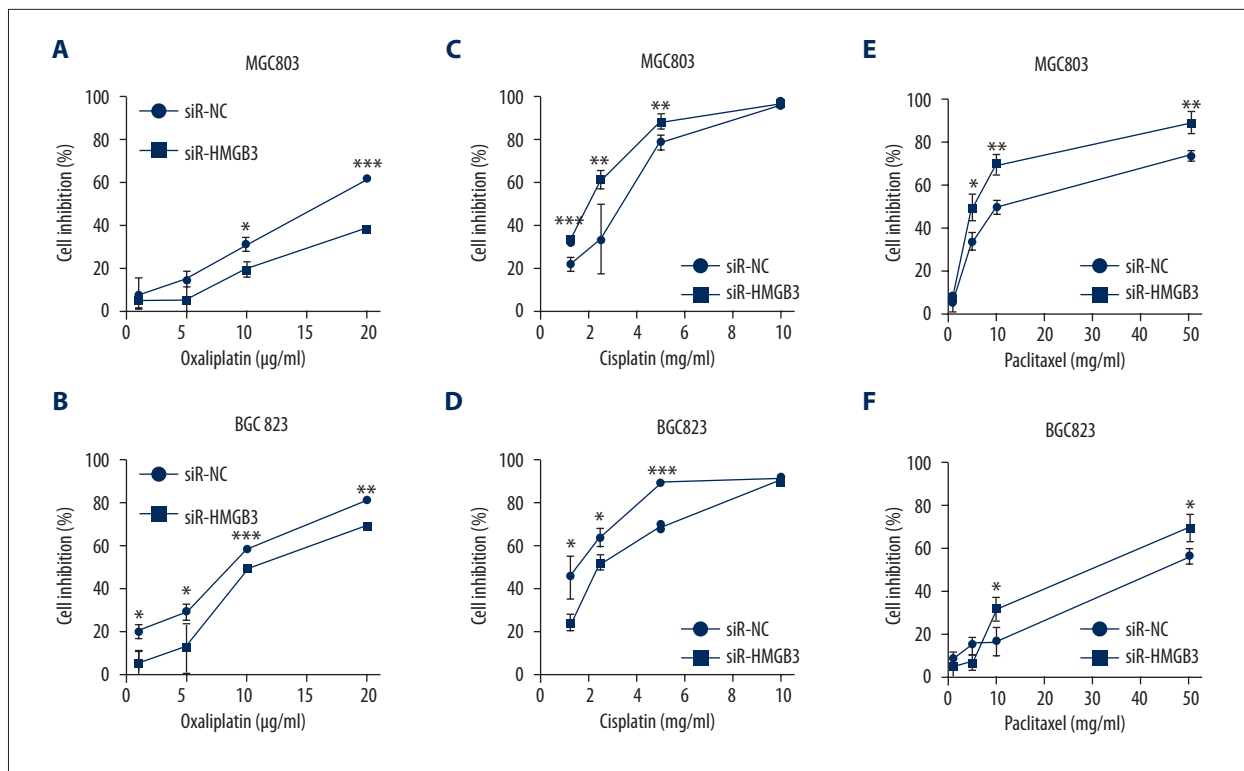 A
MGC803
100
80
60
40
20
0
Cell inhibition (%)
siR-NC
siR-HMGB3
*
***
0 5 10 15 20
Oxaliplatin (µg/ml)
C
MGC803
100
80
60
40
20
0
Cell inhibition (%)
***
**
**
siR-NC
siR-HMGB3
0 2 4 6 8 10
Cisplatin (mg/ml)
E
MGC803
100
80
60
40
20
0
Cell inhibition (%)
*
**
**
siR-NC
siR-HMGB3
0 10 20 30 40 50
Paclitaxel (mg/ml)
B
BGC 823
100
80
60
40
20
0
Cell inhibition (%)
siR-NC
siR-HMGB3
*
*
***
**
0 5 10 15 20
Oxaliplatin (µg/ml)
D
BGC823
100
80
60
40
20
0
Cell inhibition (%)
*
*
***
siR-NC
siR-HMGB3
0 2 4 6 8 10
Cisplatin (mg/ml)
F
BGC823
100
80
60
40
20
0
Cell inhibition (%)
*
*
siR-NC
siR-HMGB3
0 10 20 30 40 50
Paclitaxel (mg/ml)